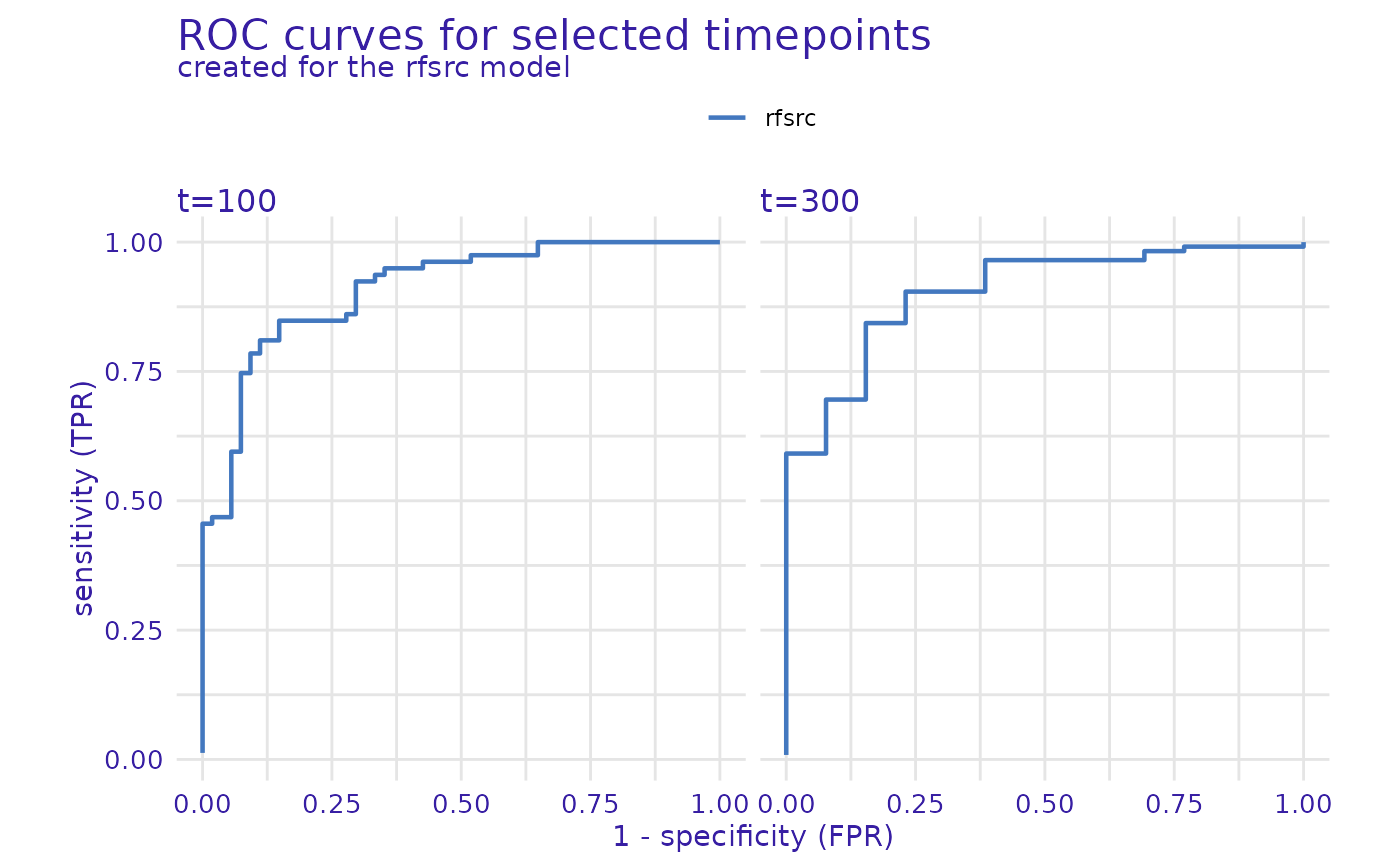 ROC curves for selected timepoints
created for the rfsrc model
rfsrc
t=100
t=300
sensitivity (TPR)
1.00
0.75
0.50
0.25
0.00
0.00 0.25 0.50 0.75 1.00 0.00 0.25 0.50 0.75 1.00
1 - specificity (FPR)